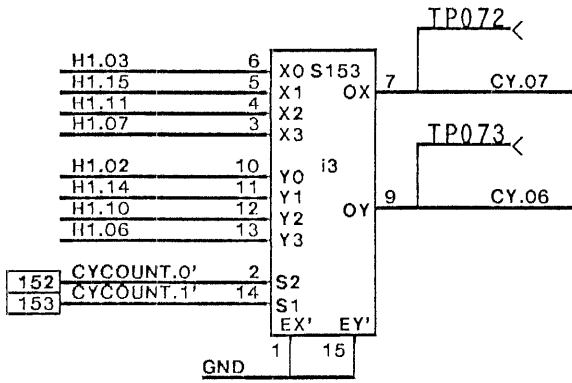 TP072
H1.03 6 X0 S153
H1.15 5 X1 OX 7 CY.07
H1.11 4 X2
H1.07 3 X3
TP073
H1.02 10 Y0 i3
H1.14 11 Y1
H1.10 12 Y2 OY 9 CY.06
H1.06 13 Y3
152 CYCOUNT.0' 2 S2
153 CYCOUNT.1' 14 S1
EX' EY'
1 15
GND